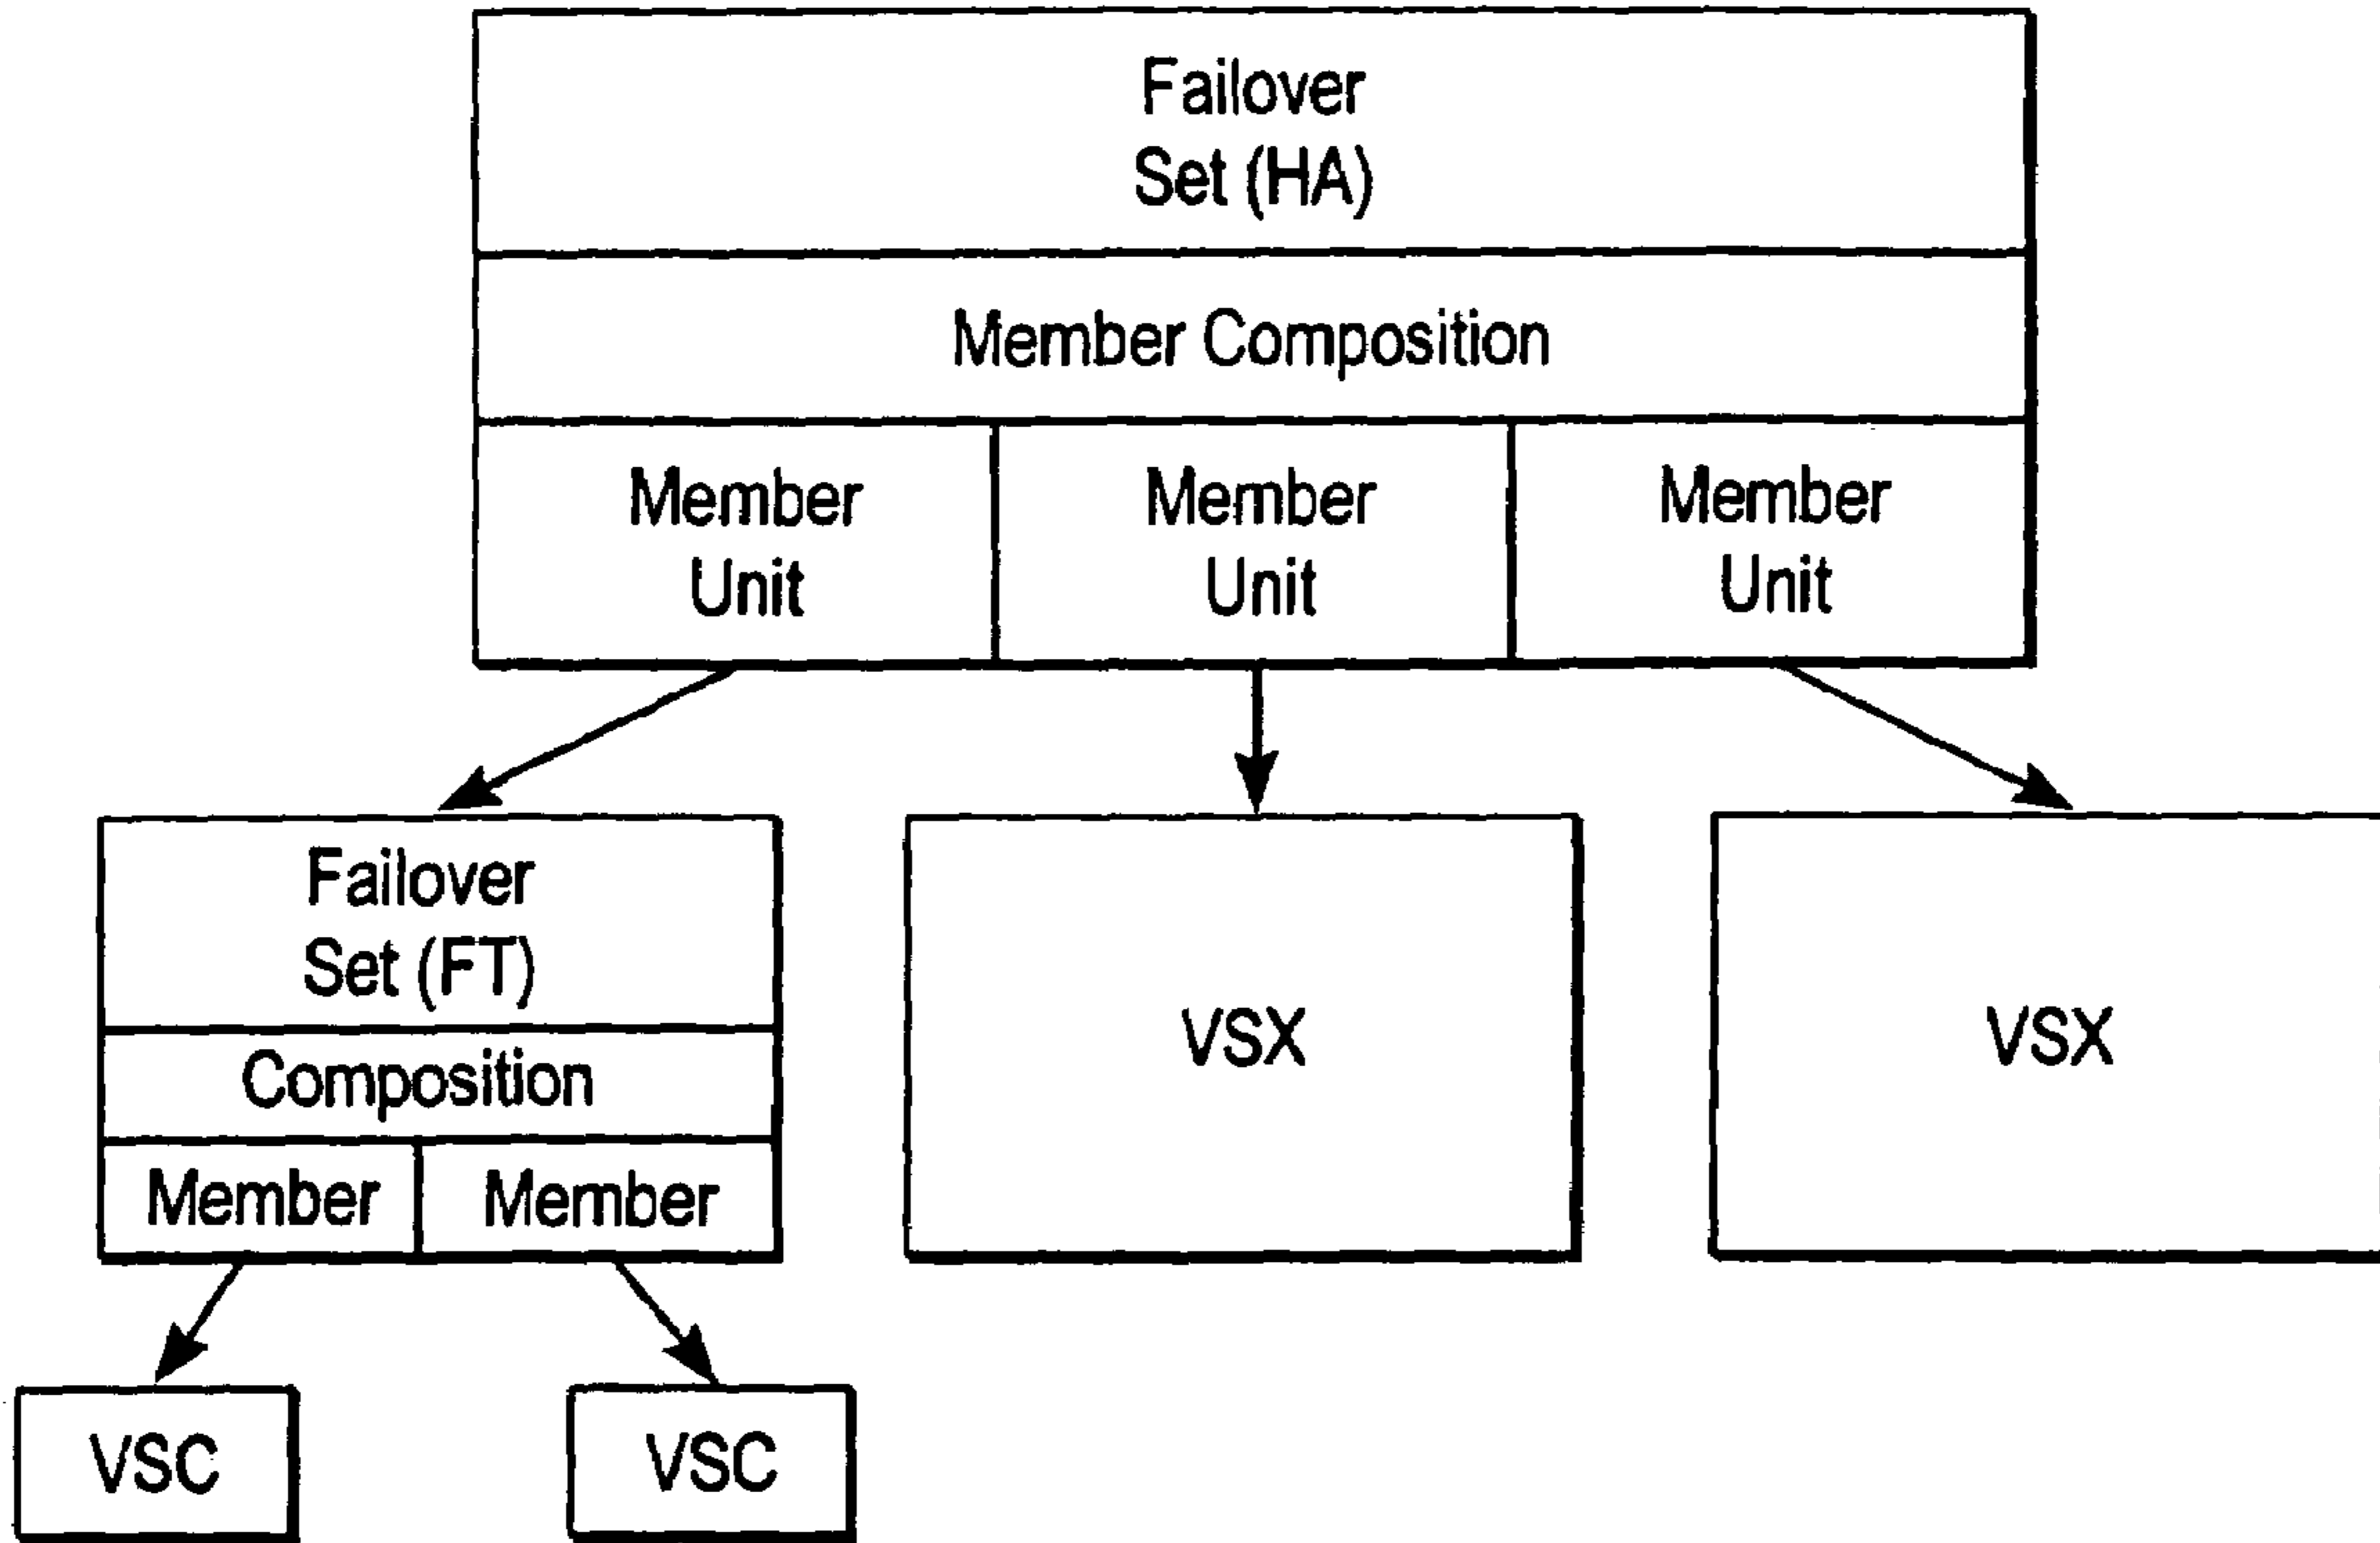 Failover
Set (HA)
Member Composition
Member
Unit
Member
Unit
Member
Unit
Failover
Set (FT)
Composition
Member
Member
VSX
VSX
VSC
VSC